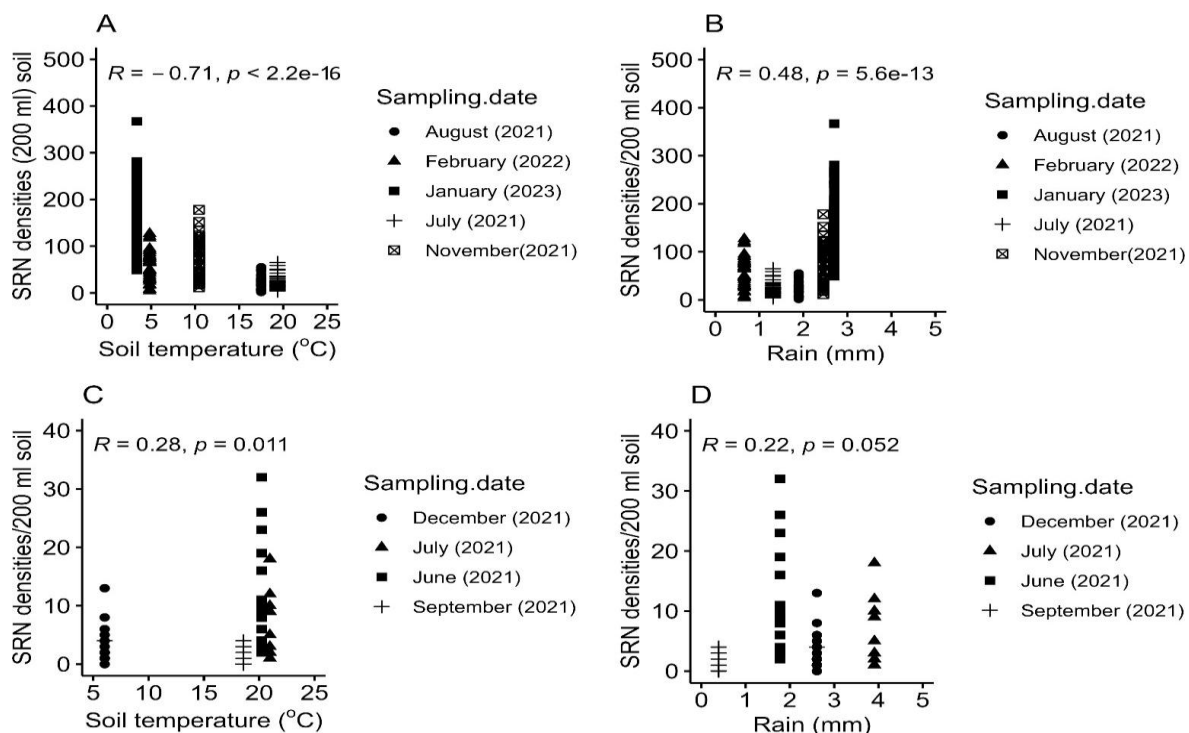 A
SRN densities (200 ml) soil
500
400
300
200
100
0
R = − 0.71, p < 2.2e-16
0 5 10 15 20 25
Soil temperature (°C)
Sampling.date
August (2021)
February (2022)
January (2023)
July (2021)
November(2021)
B
SRN densities/200 ml soil
500
400
300
200
100
0
R = 0.48, p = 5.6e-13
0 1 2 3 4 5
Rain (mm)
Sampling.date
August (2021)
February (2022)
January (2023)
July (2021)
November(2021)
C
SRN densities/200 ml soil
40
30
20
10
0
R = 0.28, p = 0.011
5 10 15 20 25
Soil temperature (°C)
Sampling.date
December (2021)
July (2021)
June (2021)
September (2021)
D
SRN densities/200 ml soil
40
30
20
10
0
R = 0.22, p = 0.052
0 1 2 3 4 5
Rain (mm)
Sampling.date
December (2021)
July (2021)
June (2021)
September (2021)